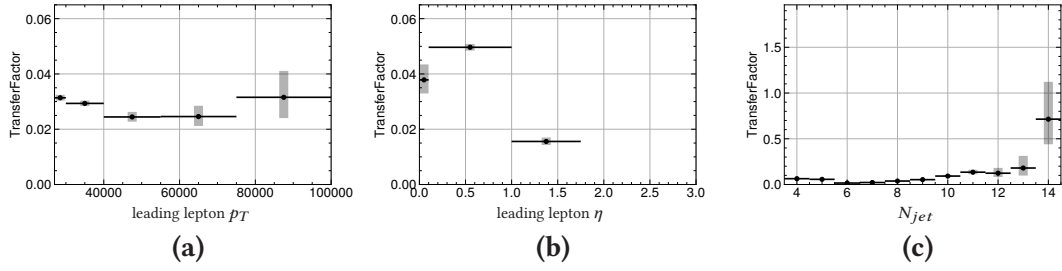 0.06
0.04
0.02
0.00
TransferFactor
40000 60000 80000 100000
leading lepton p_T
(a)
0.06
0.04
0.02
0.00
TransferFactor
0.0 0.5 1.0 1.5 2.0 2.5 3.0
leading lepton η
(b)
1.5
1.0
0.5
0.0
TransferFactor
4 6 8 10 12 14
N_{jet}
(c)